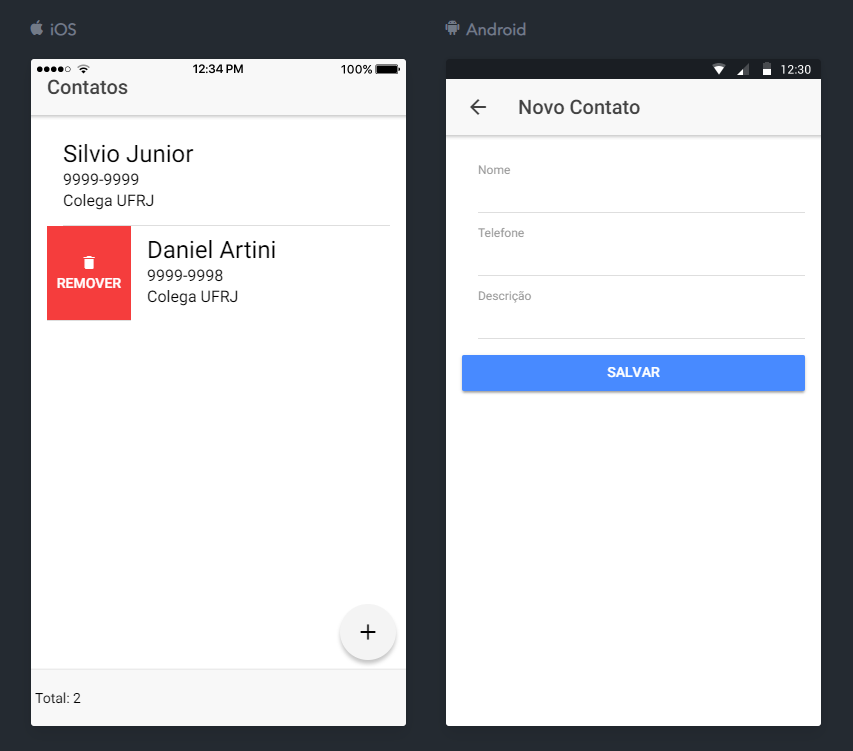 iOS
12:34 PM
100%
Contatos
Silvio Junior
9999-9999
Colega UFRJ
REMOVER
Daniel Artini
9999-9998
Colega UFRJ
+
Total: 2
Android
12:30
Novo Contato
Nome
Telefone
Descrição
SALVAR